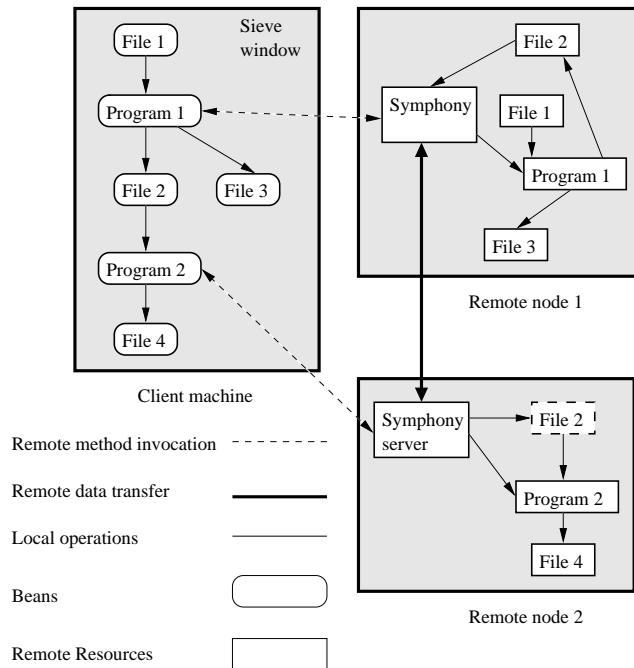 Sieve
window
File 1
Program 1
File 2
File 3
Program 2
File 4
Client machine
File 2
Symphony
File 1
Program 1
File 3
Remote node 1
Symphony
server
File 2
Program 2
File 4
Remote node 2
Remote method invocation
Remote data transfer
Local operations
Beans
Remote Resources